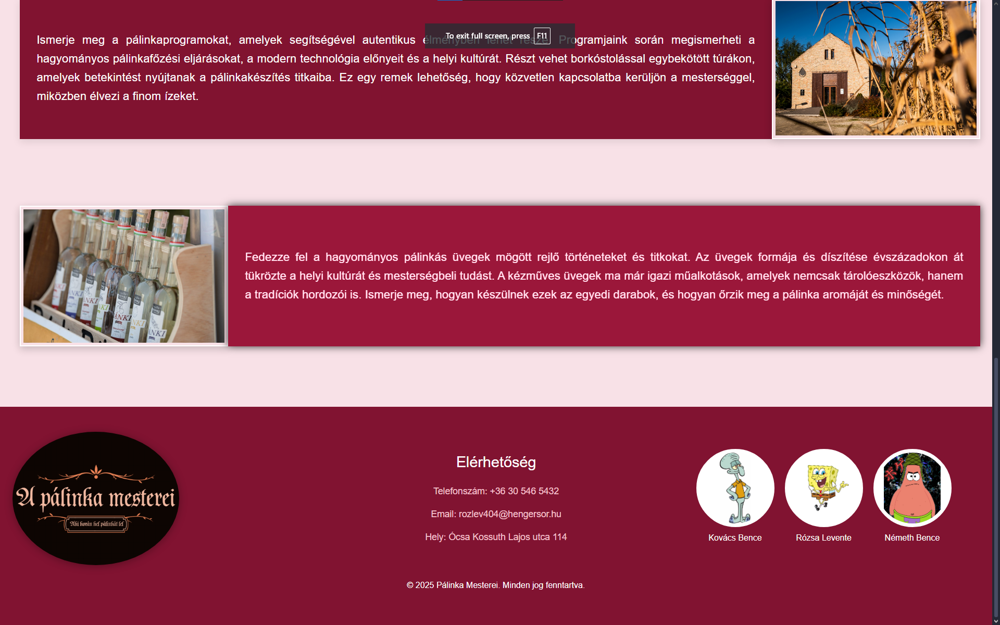 Ismerje meg a pálinkaprogramokat, amelyek segítségével autentikus élményben lehet része. Programjaink során megismerheti a
To exit full screen, press F11
hagyományos pálinkafőzési eljárásokat, a modern technológia előnyeit és a helyi kultúrát. Részt vehet borkóstolással egybekötött túrákon,
amelyek betekintést nyújtanak a pálinkakészítés titkaiba. Ez egy remek lehetőség, hogy közvetlen kapcsolatba kerüljön a mesterséggel,
miközben élvezi a finom ízeket.
Fedezze fel a hagyományos pálinkás üvegek mögött rejlő történeteket és titkokat. Az üvegek formája és díszítése évszázadokon át
tükrözte a helyi kultúrát és mesterségbeli tudást. A kézműves üvegek ma már igazi műalkotások, amelyek nemcsak tárolóeszközök, hanem
a tradíciók hordozói is. Ismerje meg, hogyan készülnek ezek az egyedi darabok, és hogyan őrzik meg a pálinka aromáját és minőségét.
A pálinka mesterei
Aki korán kel pálinkát lel
Elérhetőség
Telefonszám: +36 30 546 5432
Email: rozlev404@hengersor.hu
Hely: Ócsa Kossuth Lajos utca 114
Kovács Bence
Rózsa Levente
Németh Bence
© 2025 Pálinka Mesterei. Minden jog fenntartva.